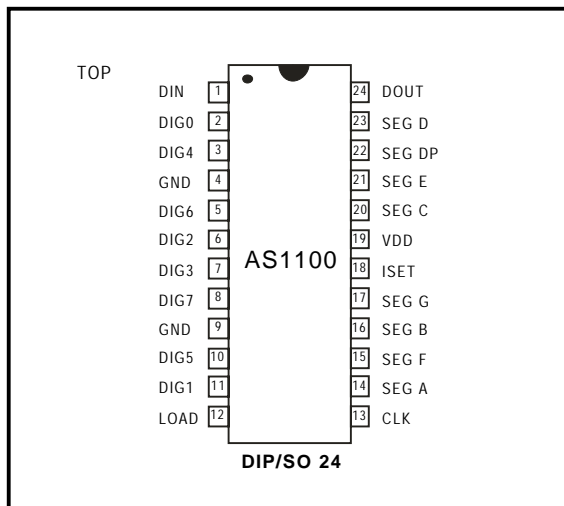 TOP
DIN 1 24 DOUT
DIG0 2 23 SEG D
DIG4 3 22 SEG DP
GND 4 21 SEG E
DIG6 5 20 SEG C
DIG2 6 19 VDD
DIG3 7 AS1100 18 ISET
DIG7 8 17 SEG G
GND 9 16 SEG B
DIG5 10 15 SEG F
DIG1 11 14 SEG A
LOAD 12 13 CLK
DIP/SO 24